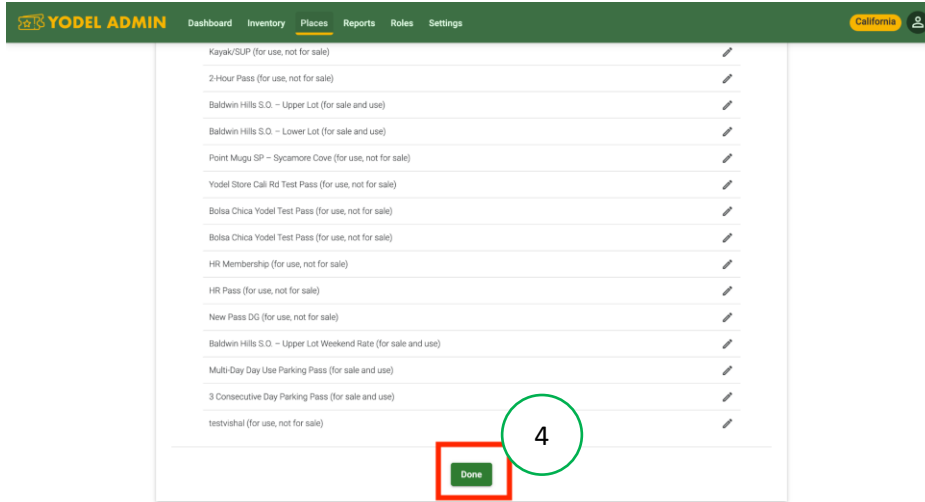 YODEL ADMIN Dashboard Inventory Places Reports Roles Settings California
Kayak/SUP (for use, not for sale)
2-Hour Pass (for use, not for sale)
Baldwin Hills S.O. – Upper Lot (for sale and use)
Baldwin Hills S.O. – Lower Lot (for sale and use)
Point Mugu SP – Sycamore Cove (for use, not for sale)
Yodel Store Cali Rd Test Pass (for use, not for sale)
Bolsa Chica Yodel Test Pass (for use, not for sale)
Bolsa Chica Yodel Test Pass (for use, not for sale)
HR Membership (for use, not for sale)
HR Pass (for use, not for sale)
New Pass DG (for use, not for sale)
Baldwin Hills S.O. – Upper Lot Weekend Rate (for sale and use)
Multi-Day Day Use Parking Pass (for sale and use)
3 Consecutive Day Parking Pass (for sale and use)
testvishal (for use, not for sale)
4
Done